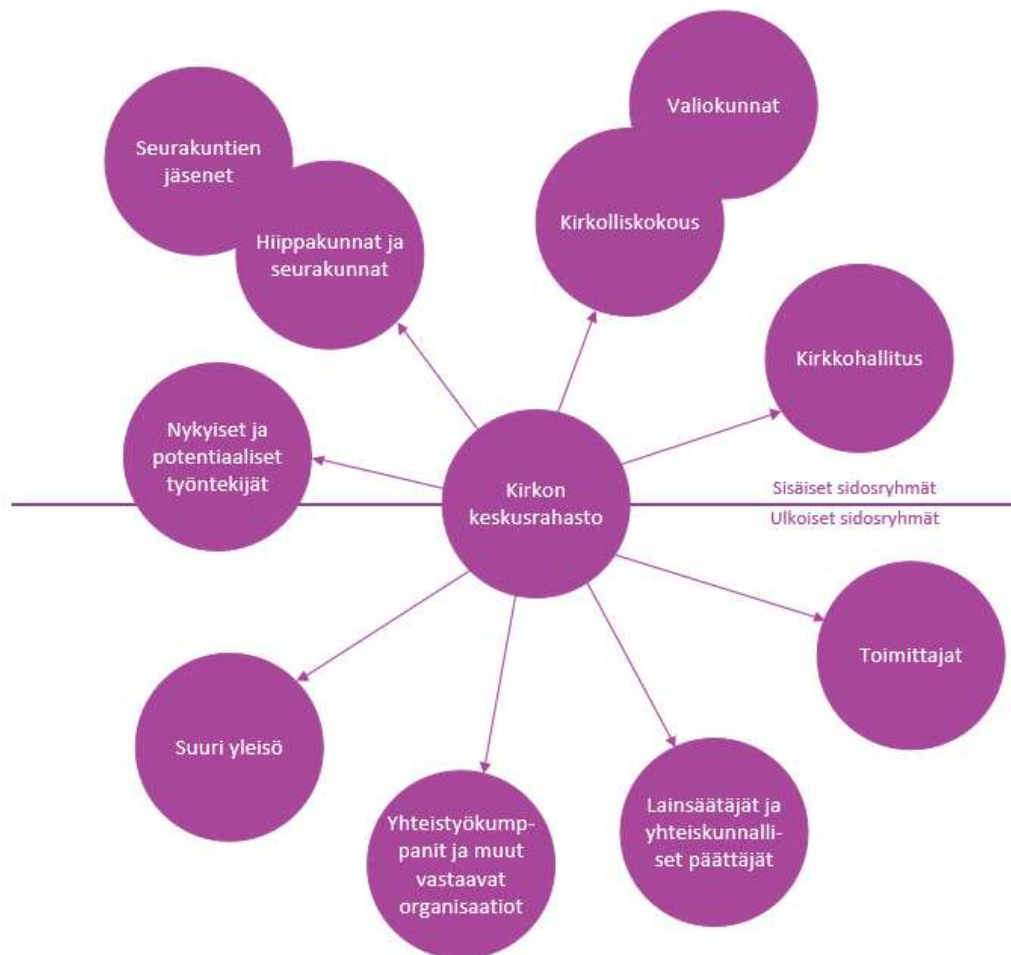 Valiokunnat
Seurakuntien
jäsenet
Kirkolliskokous
Hiippakunnat ja
seurakunnat
Kirkkohallitus
Nykyiset ja
potentiaaliset
työntekijät
Kirkon
keskusrahasto
Sisäiset sidosryhmät
Ulkoiset sidosryhmät
Toimittajat
Suuri yleisö
Lainsäätäjät ja
yhteiskunnalli-
set päättäjät
Yhteistyökump-
panit ja muut
vastaavat
organisaatiot